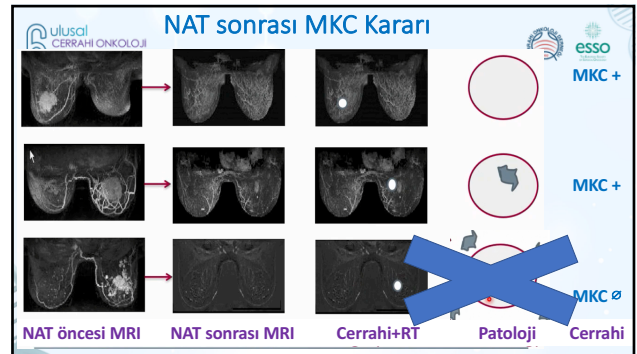 NAT sonrası MKC Kararı
ulusal
CERRAHİ ONKOLOJİ
esso
MKC +
MKC +
MKC ∅
NAT öncesi MRI
NAT sonrası MRI
Cerrahi+RT
Patoloji
Cerrahi